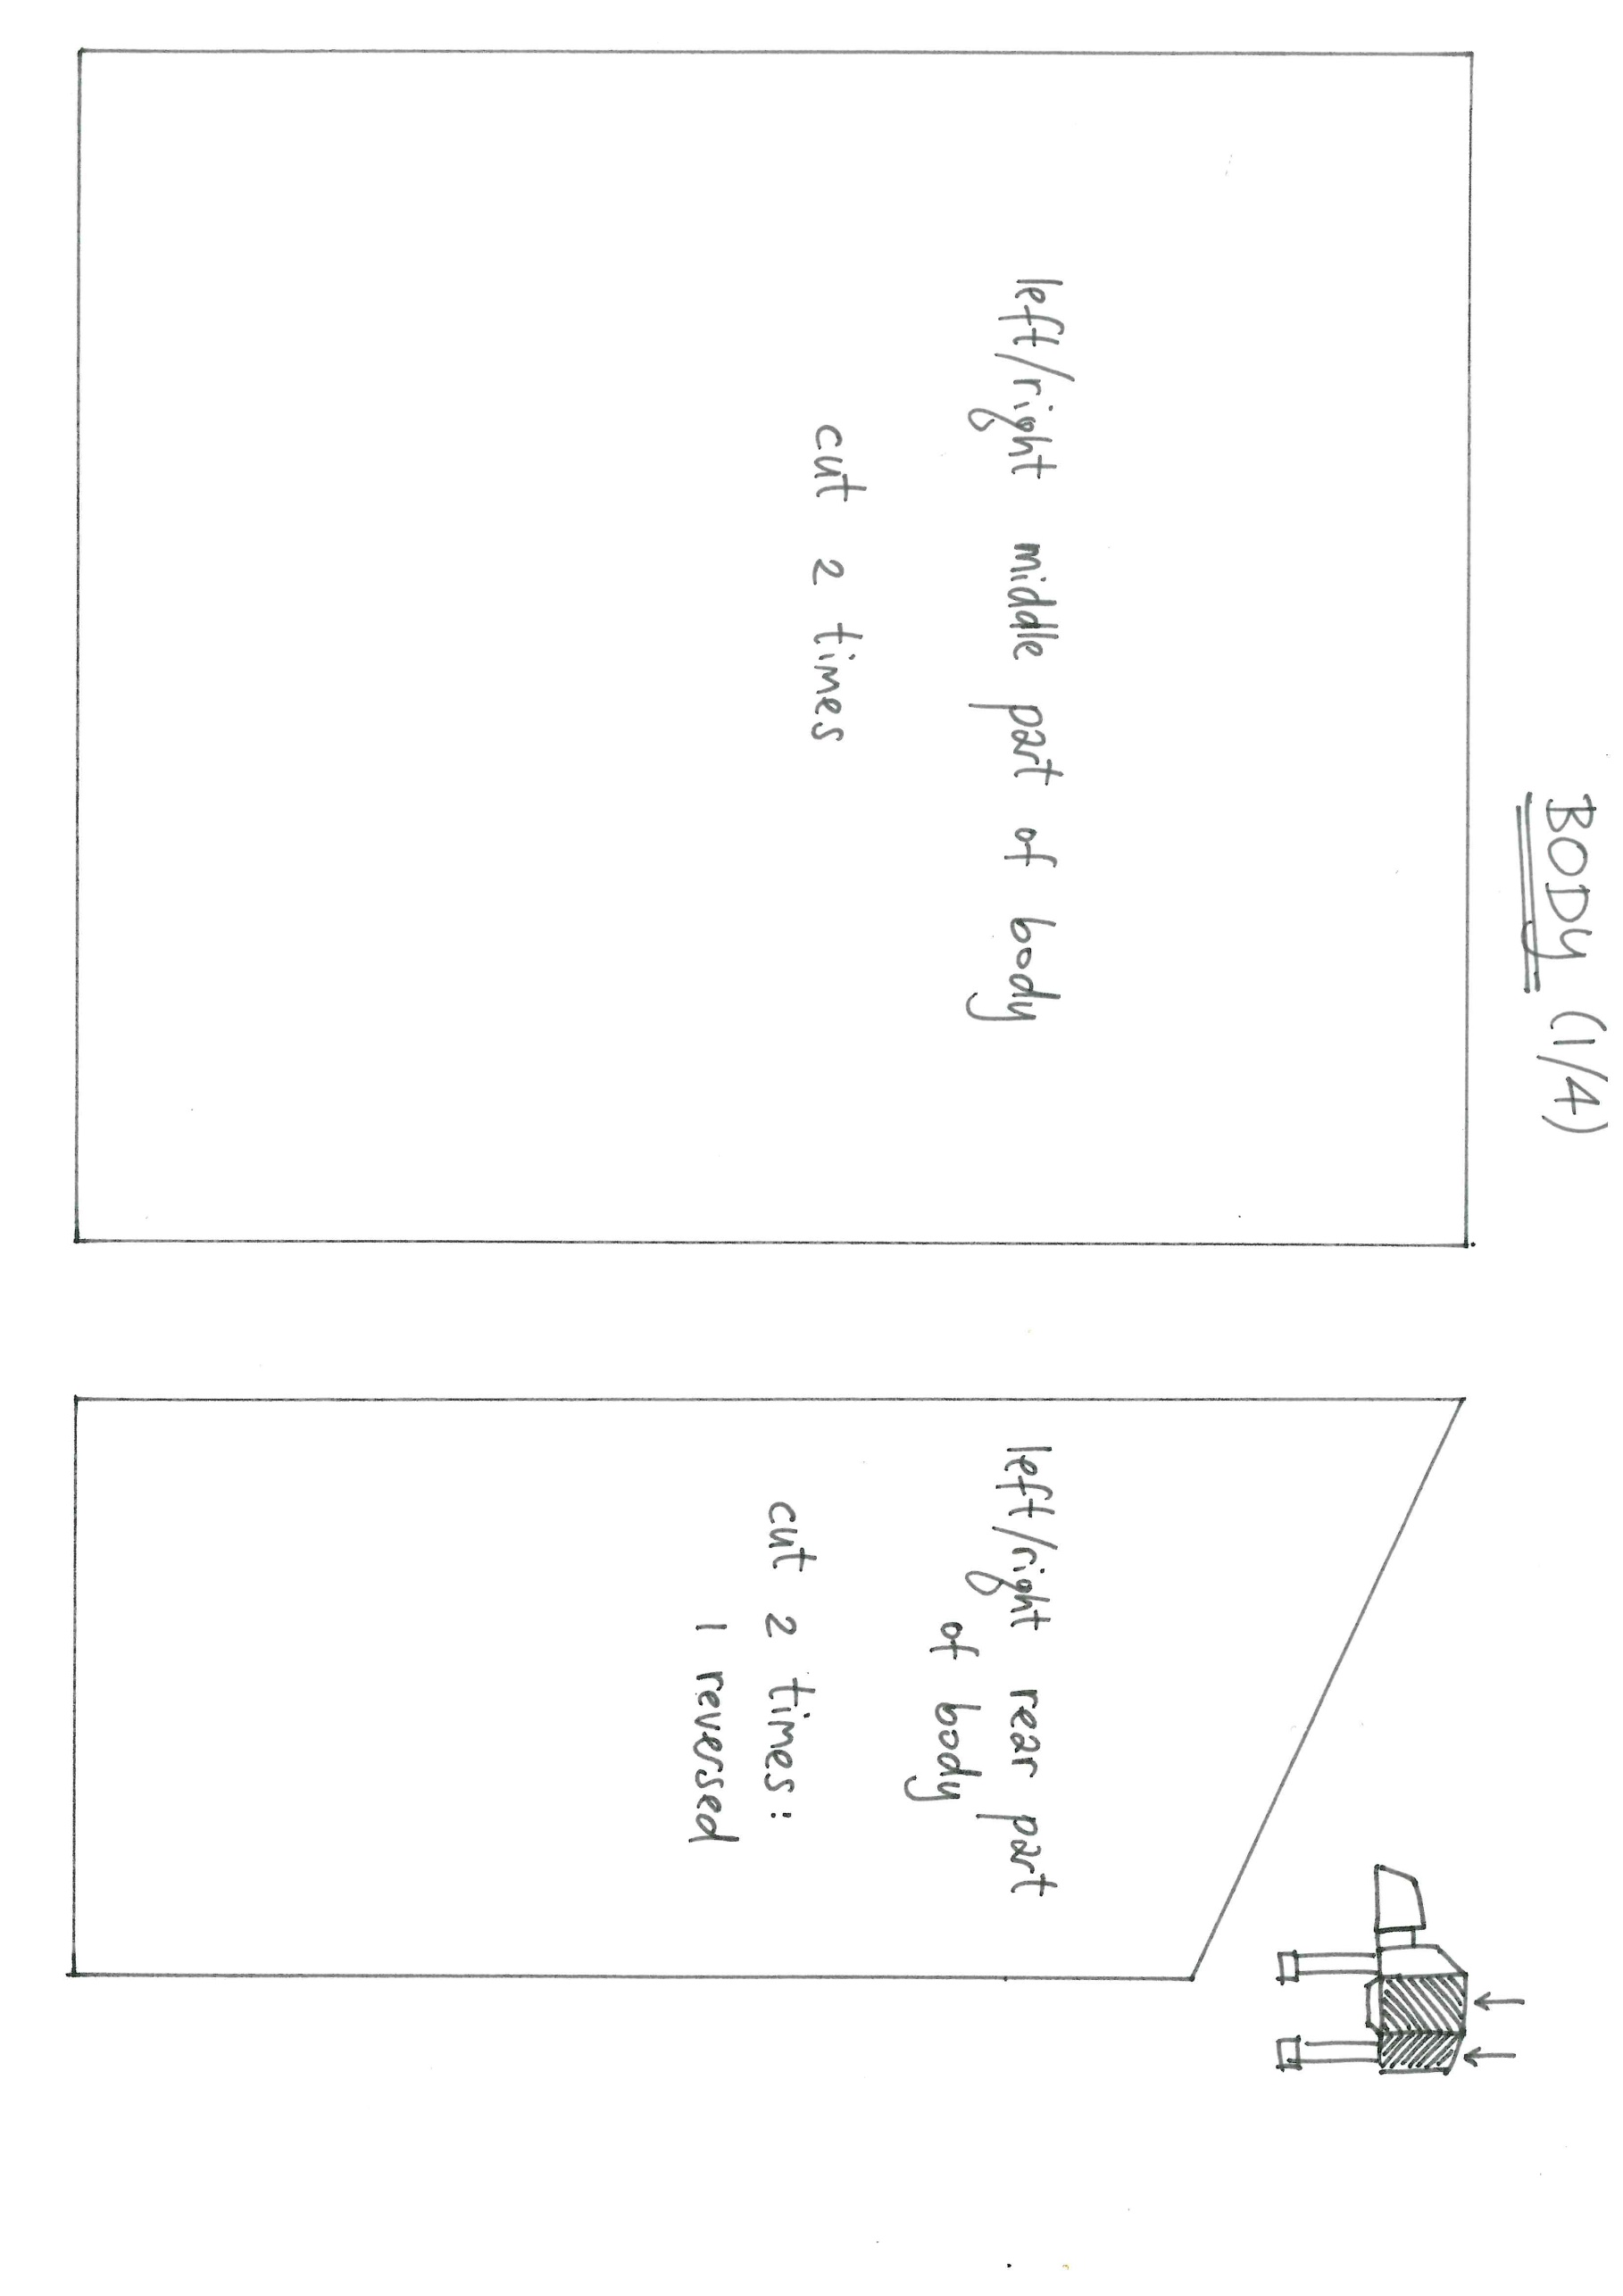 BODY (1/4)
left/right middle part of body
cut 2 times
left/right rear part
of body
cut 2 times:
1 reversed